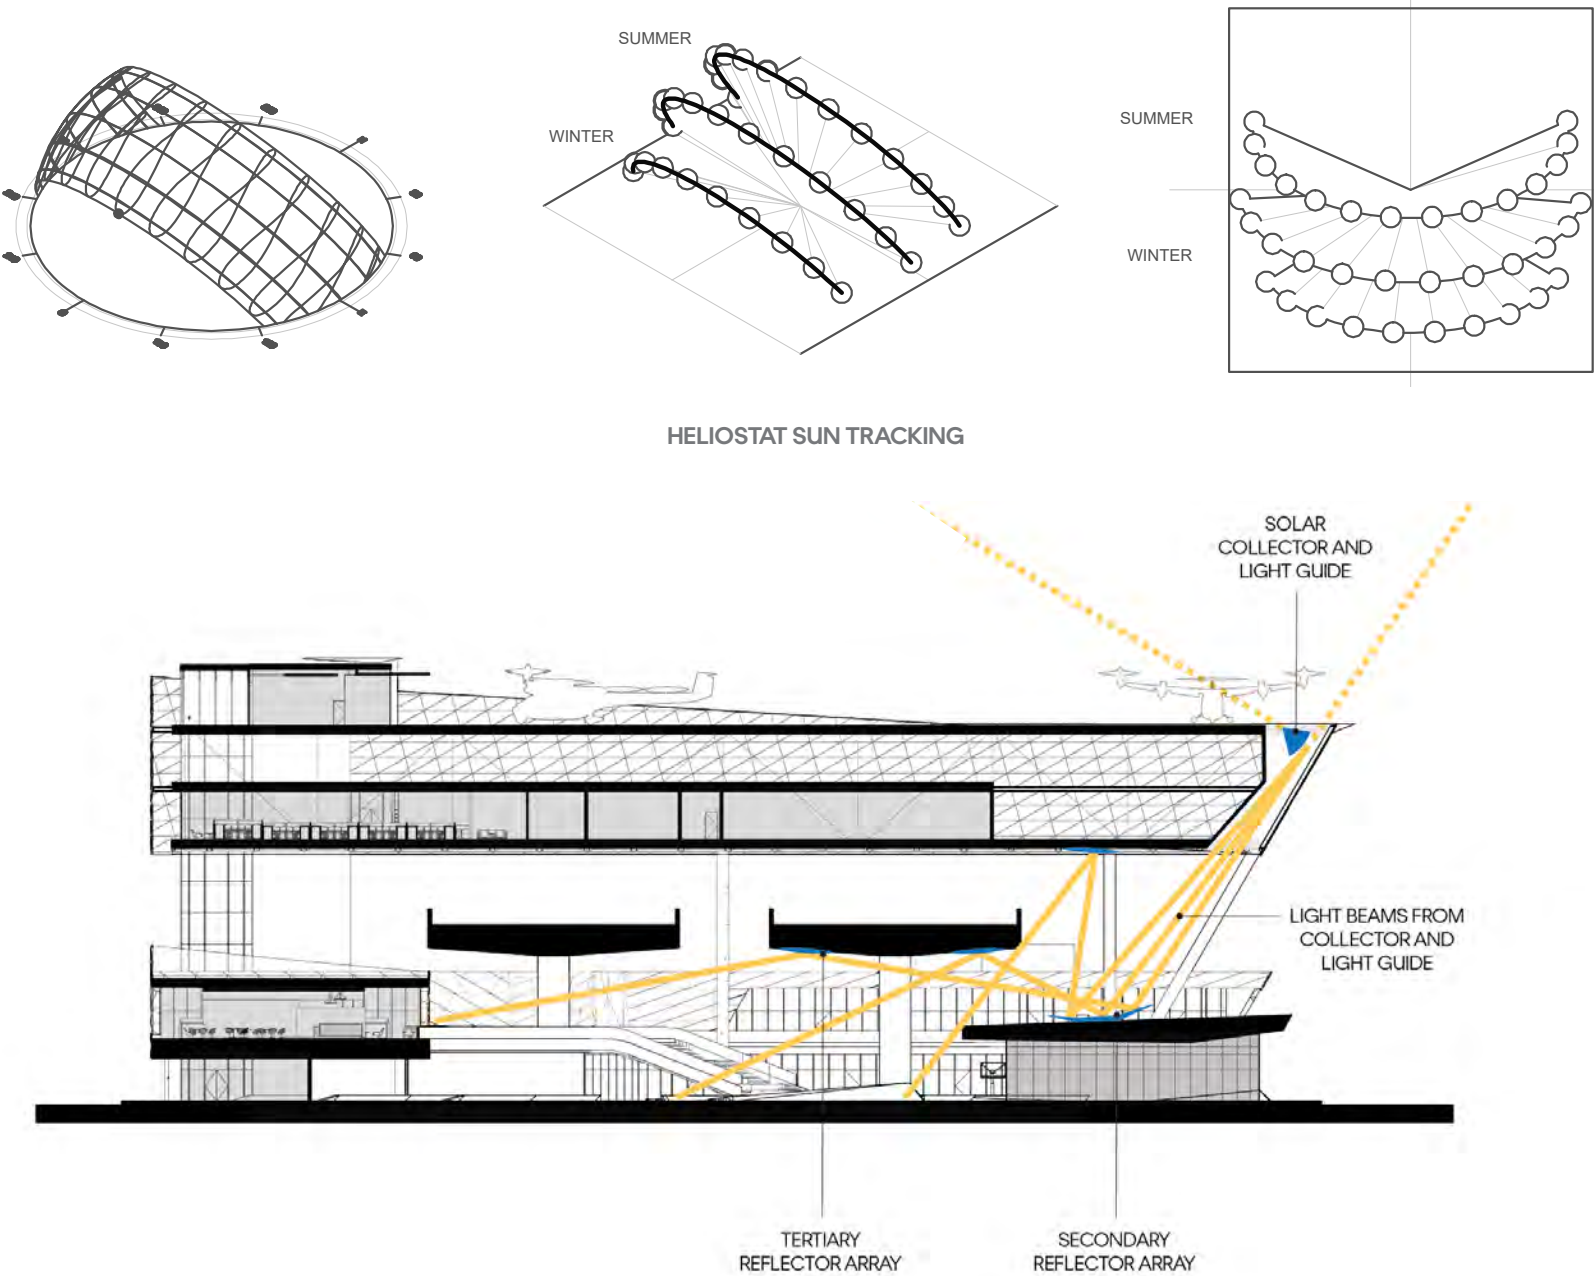 SUMMER
WINTER
SUMMER
WINTER
HELIOSTAT SUN TRACKING
SOLAR
COLLECTOR AND
LIGHT GUIDE
LIGHT BEAMS FROM
COLLECTOR AND
LIGHT GUIDE
TERTIARY
REFLECTOR ARRAY
SECONDARY
REFLECTOR ARRAY